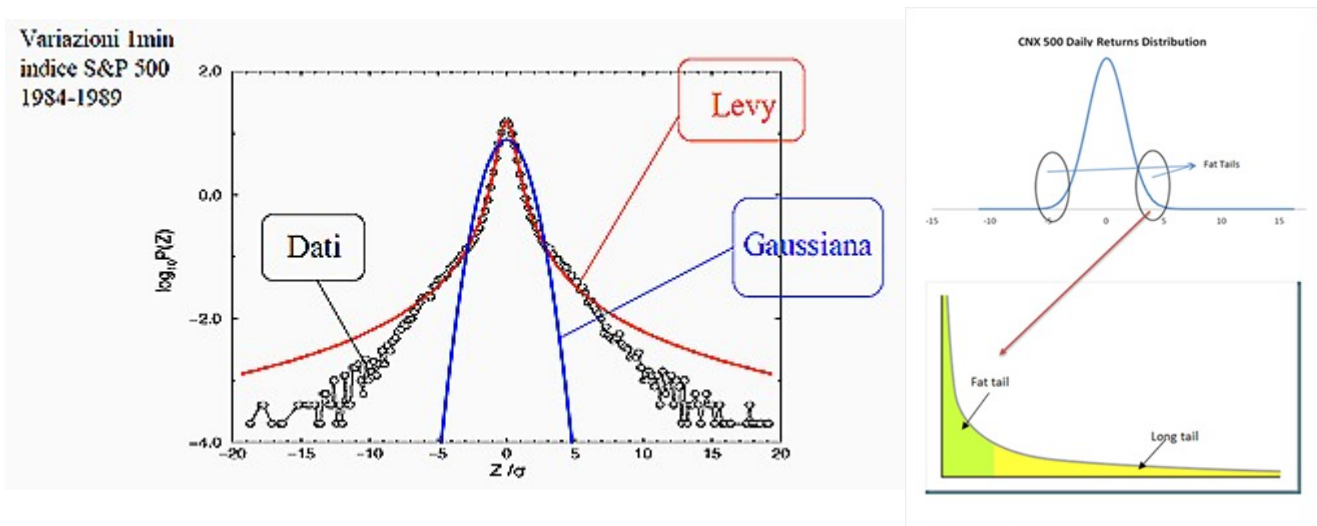 Variazioni 1min
indice S&P 500
1984-1989
2.0
0.0
-2.0
-4.0
log10P(Z)
-20
-15
-10
-5
0
5
10
15
20
Z /σ
Levy
Dati
Gaussiana
CNX 500 Daily Returns Distribution
Fat Tails
-15
-10
-5
0
5
10
15
Fat tail
Long tail